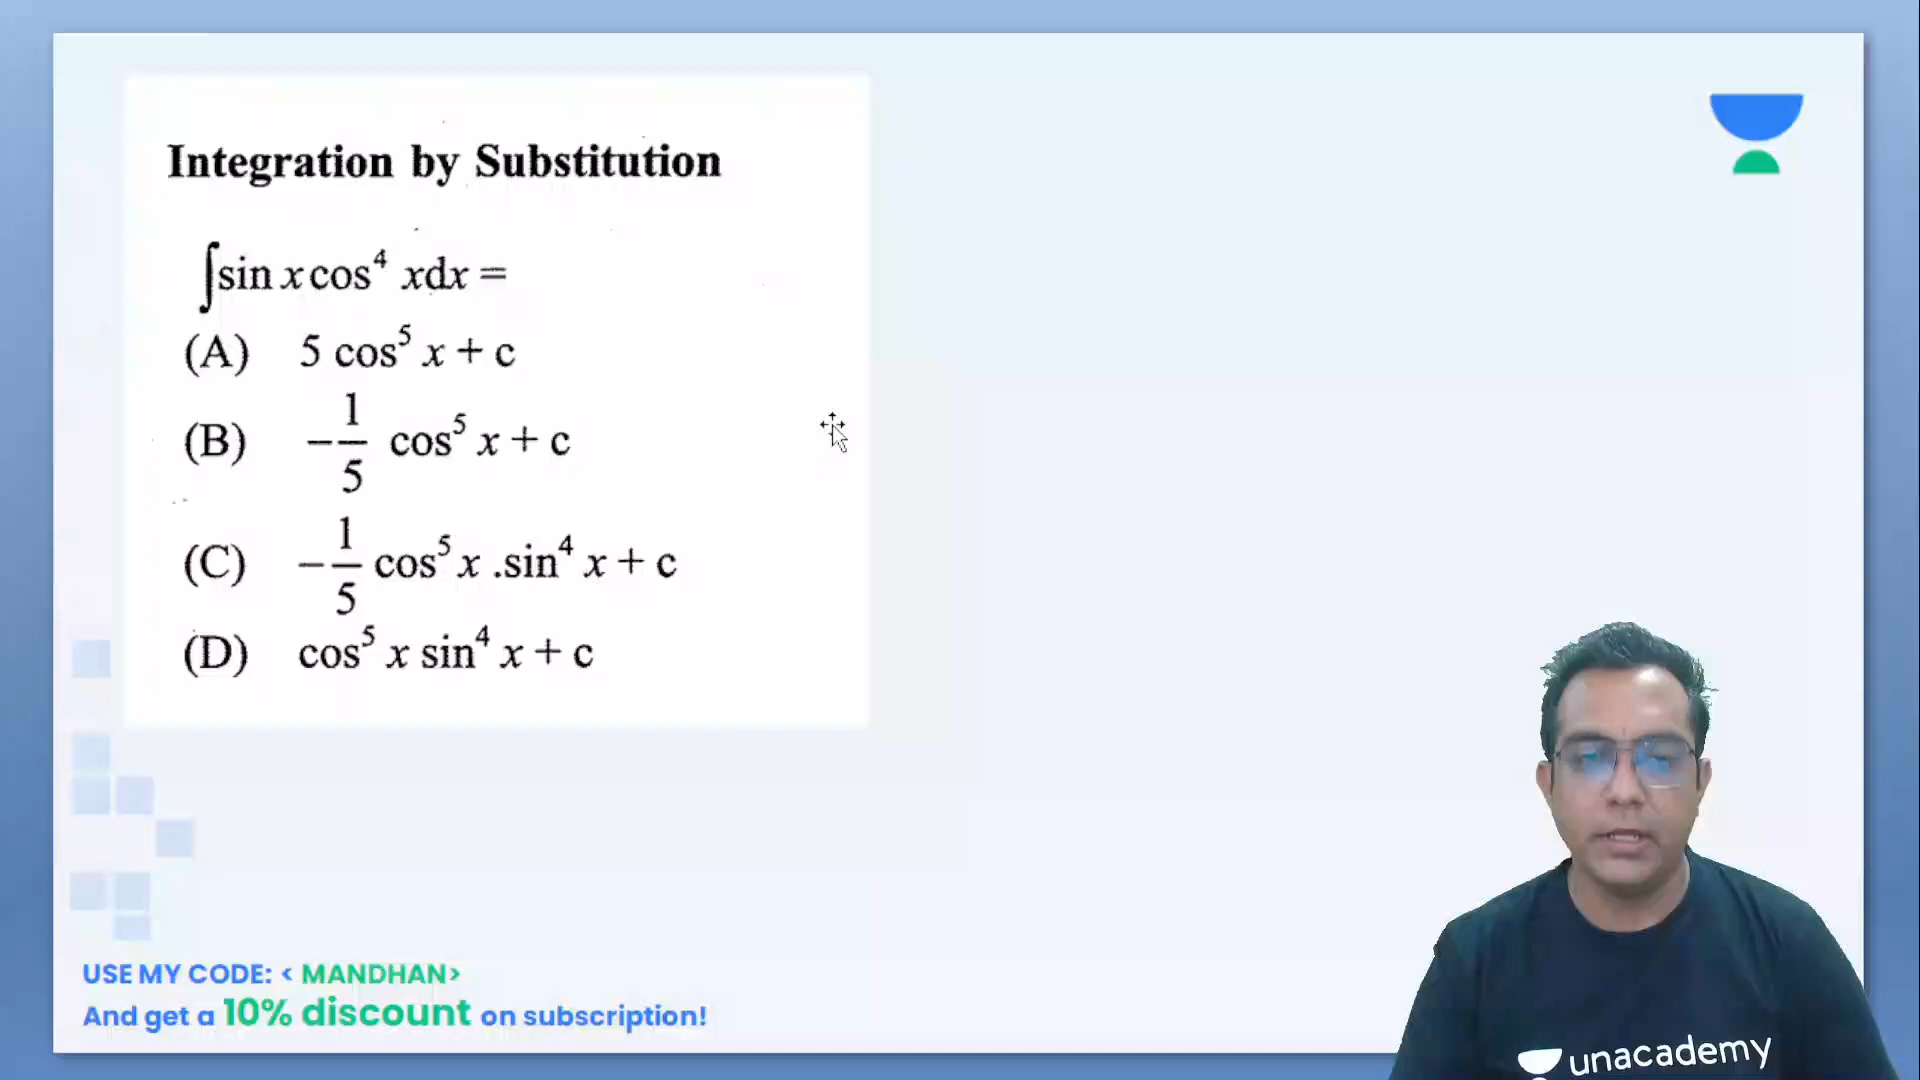 Integration by Substitution
∫sin x cos⁴ xdx =
(A) 5 cos⁵ x + c
(B) −1/5 cos⁵ x + c
(C) −1/5 cos⁵ x .sin⁴ x + c
(D) cos⁵ x sin⁴ x + c
USE MY CODE: < MANDHAN>
And get a 10% discount on subscription!
unacademy